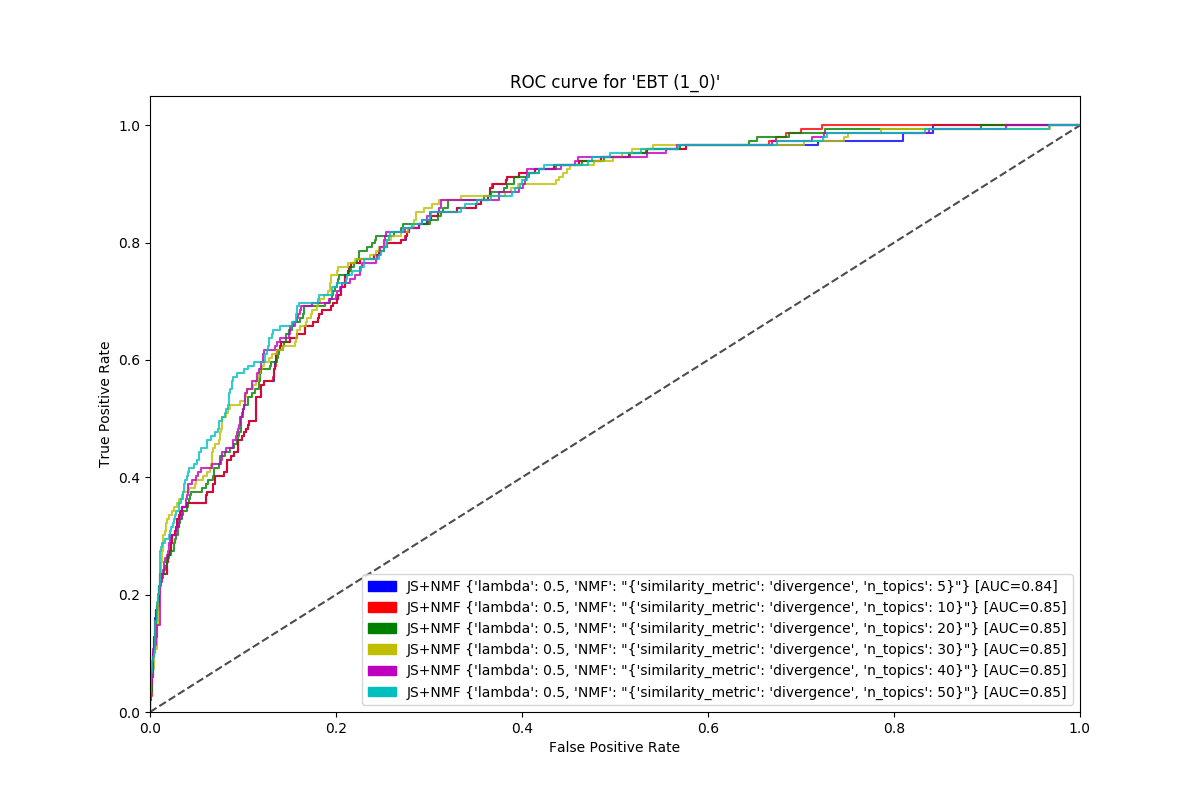 ROC curve for 'EBT (1_0)'
1.0
0.8
0.6
0.4
0.2
0.0
True Positive Rate
JS+NMF {'lambda': 0.5, 'NMF': "{'similarity_metric': 'divergence', 'n_topics': 5}"} [AUC=0.84]
JS+NMF {'lambda': 0.5, 'NMF': "{'similarity_metric': 'divergence', 'n_topics': 10}"} [AUC=0.85]
JS+NMF {'lambda': 0.5, 'NMF': "{'similarity_metric': 'divergence', 'n_topics': 20}"} [AUC=0.85]
JS+NMF {'lambda': 0.5, 'NMF': "{'similarity_metric': 'divergence', 'n_topics': 30}"} [AUC=0.85]
JS+NMF {'lambda': 0.5, 'NMF': "{'similarity_metric': 'divergence', 'n_topics': 40}"} [AUC=0.85]
JS+NMF {'lambda': 0.5, 'NMF': "{'similarity_metric': 'divergence', 'n_topics': 50}"} [AUC=0.85]
0.0 0.2 0.4 0.6 0.8 1.0
False Positive Rate